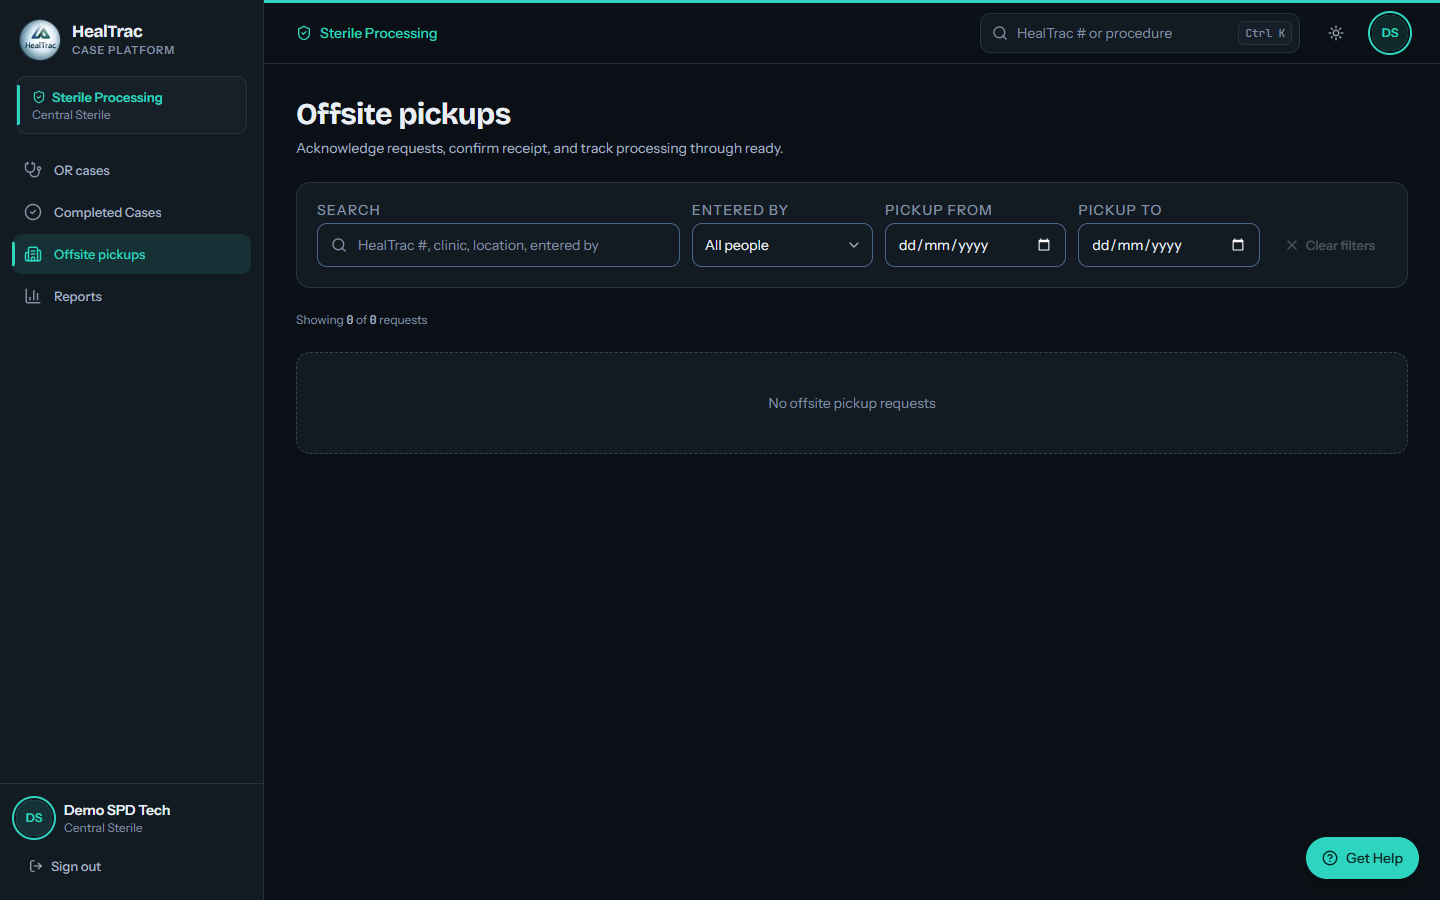 HealTrac
HealTrac
CASE PLATFORM
Sterile Processing
Central Sterile
OR cases
Completed Cases
Offsite pickups
Reports
DS
Demo SPD Tech
Central Sterile
Sign out
Sterile Processing
HealTrac # or procedure
Ctrl K
DS
Offsite pickups
Acknowledge requests, confirm receipt, and track processing through ready.
SEARCH
HealTrac #, clinic, location, entered by
ENTERED BY
All people
PICKUP FROM
dd/mm/yyyy
PICKUP TO
dd/mm/yyyy
Clear filters
Showing 0 of 0 requests
No offsite pickup requests
Get Help